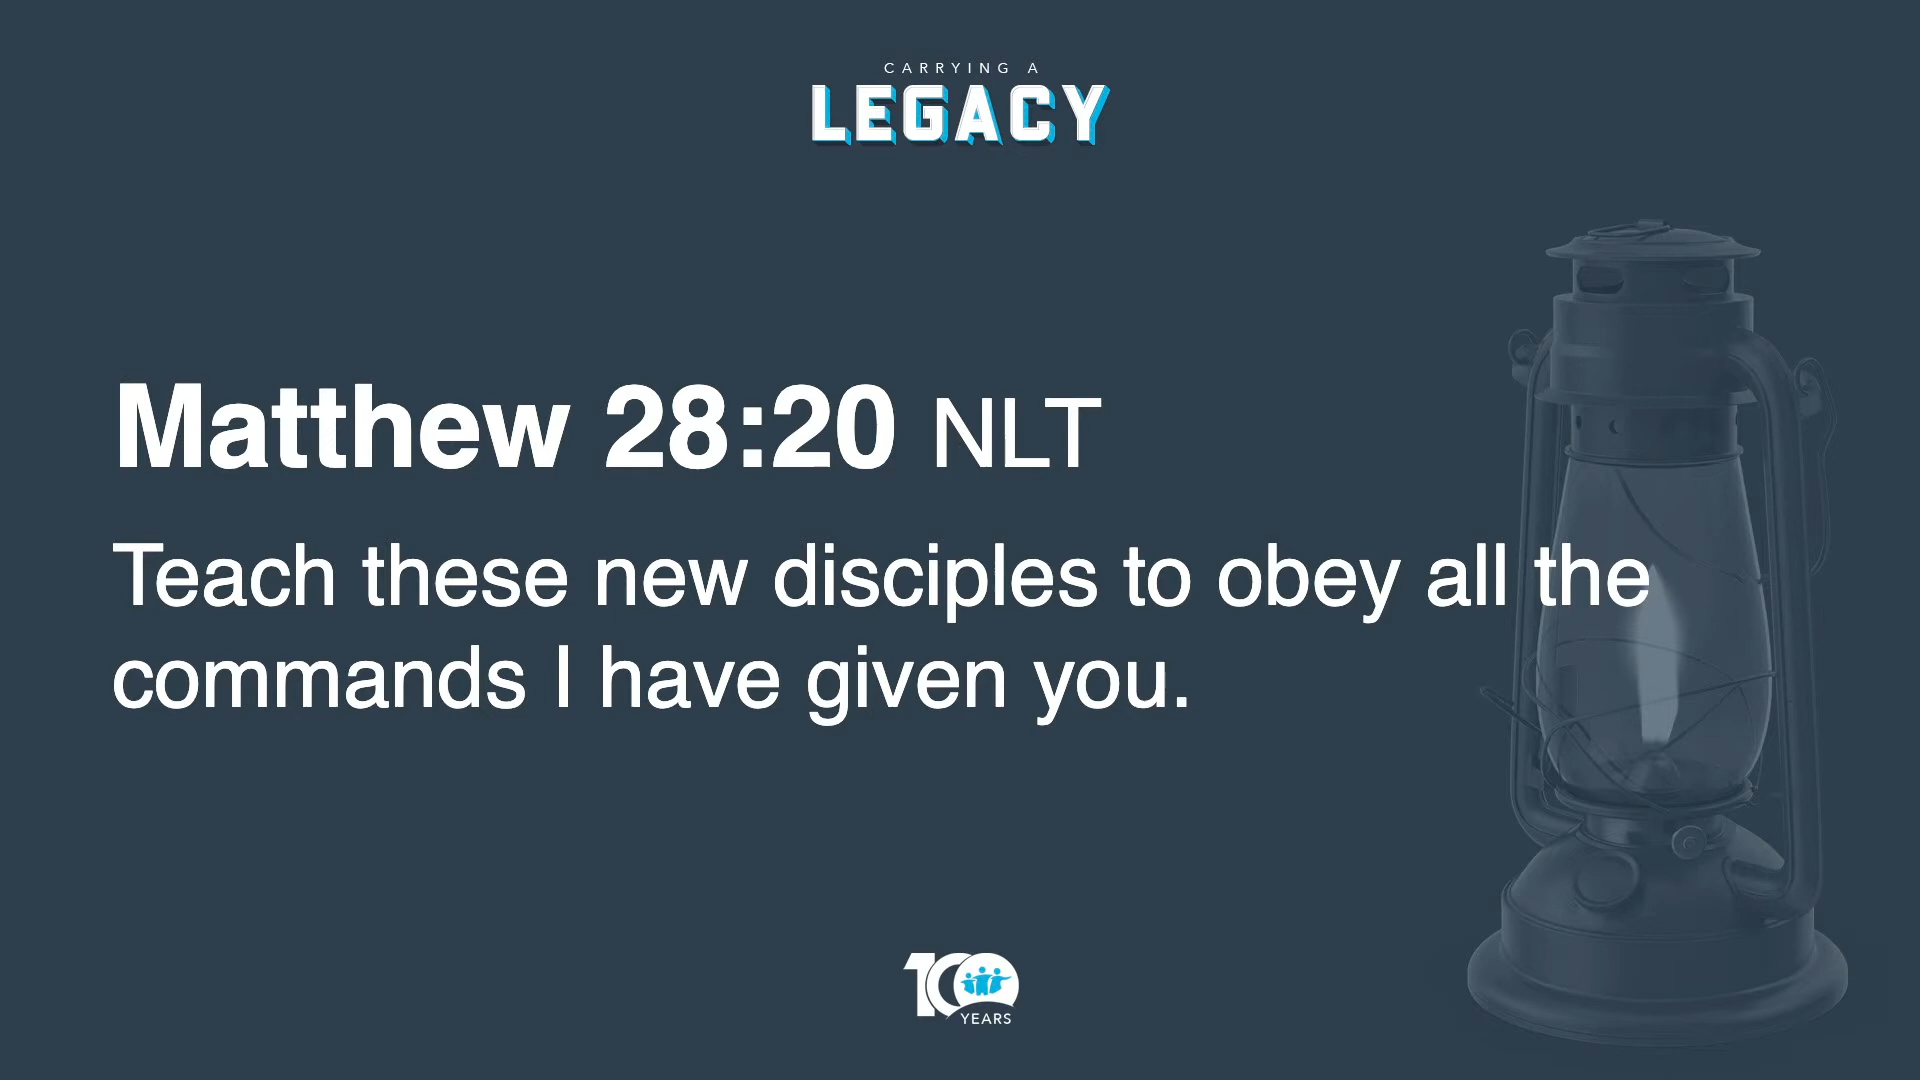 CARRYING A
LEGACY
Matthew 28:20 NLT
Teach these new disciples to obey all the
commands I have given you.
100
YEARS